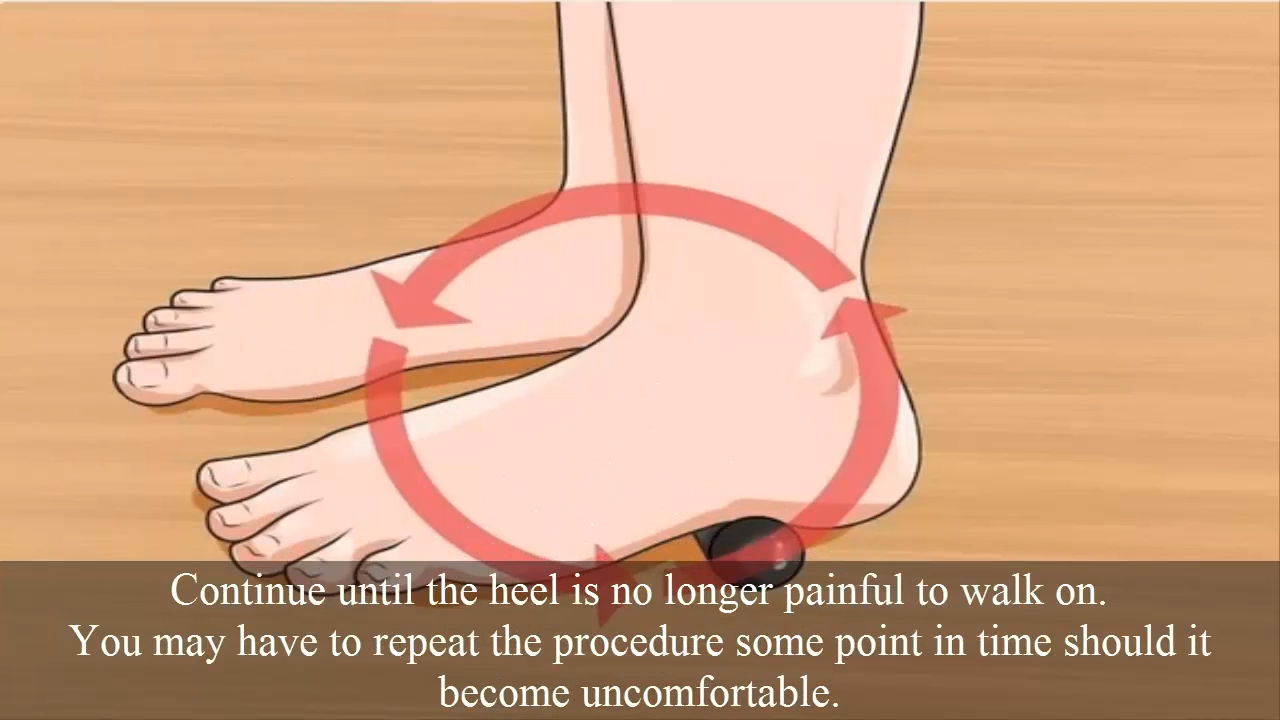 Continue until the heel is no longer painful to walk on.
You may have to repeat the procedure some point in time should it
become uncomfortable.